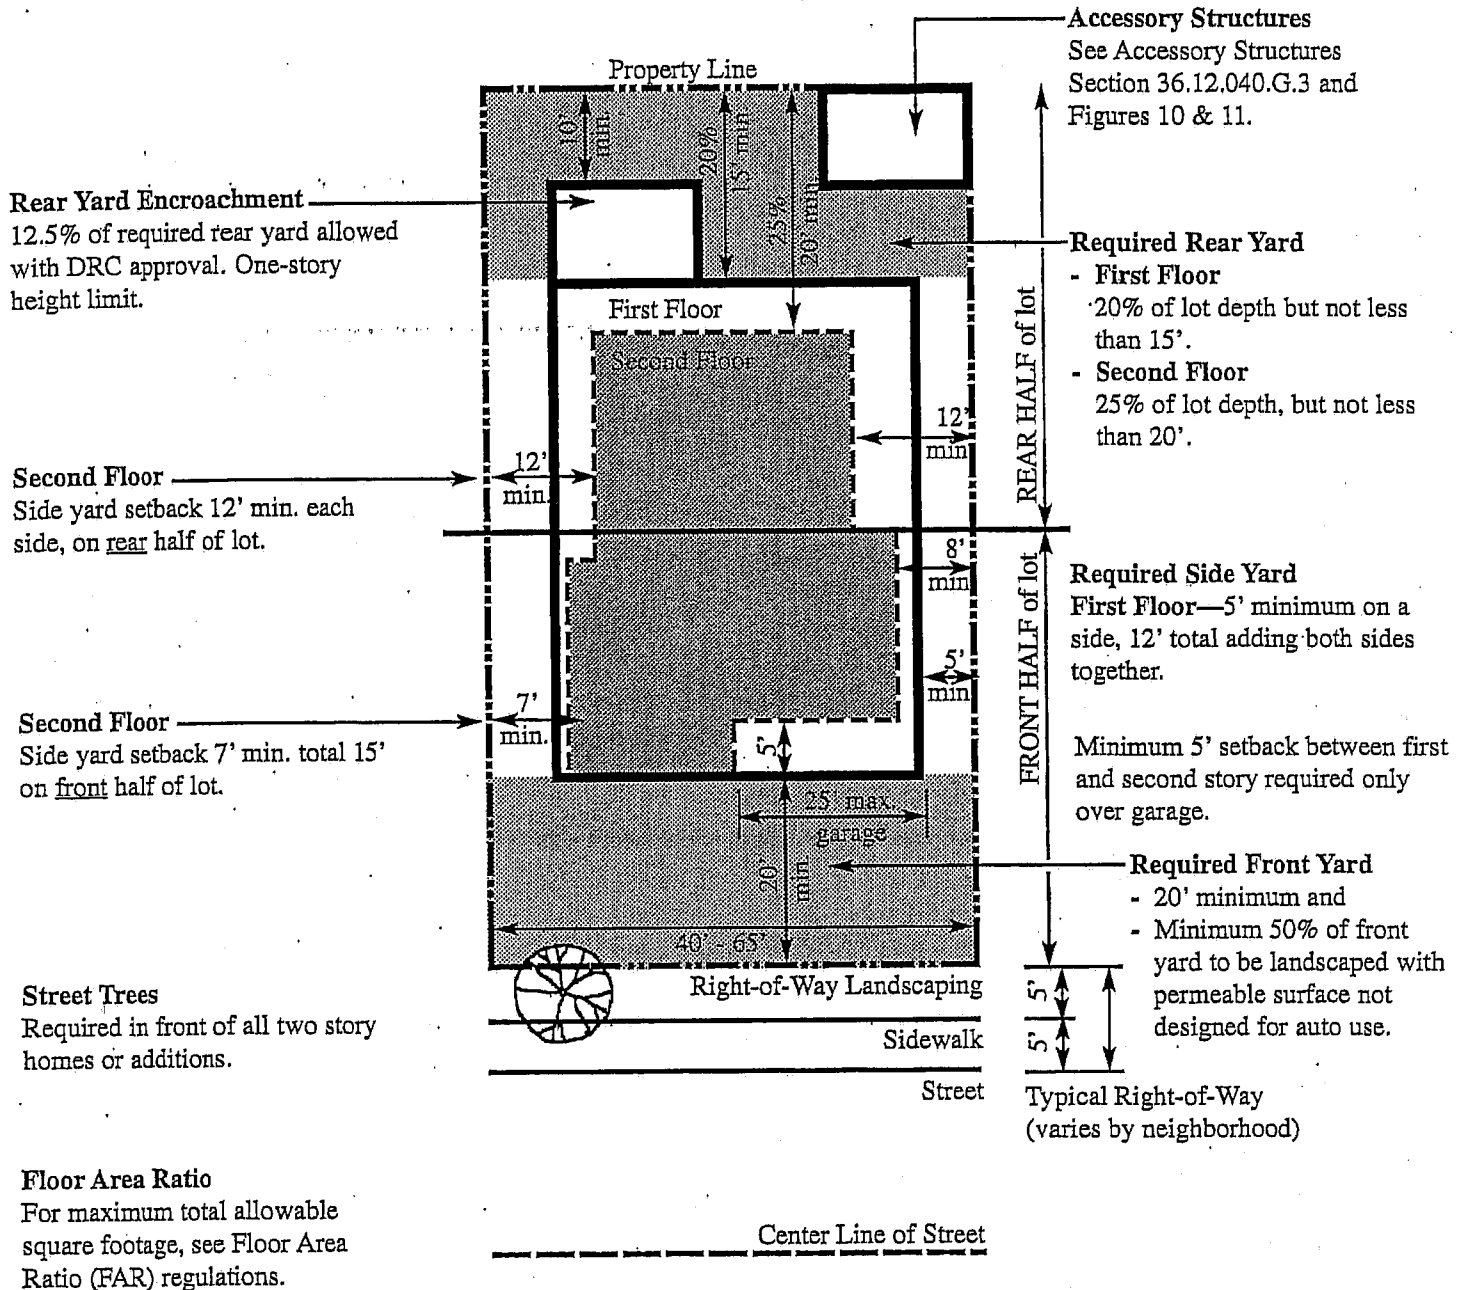 Accessory Structures
See Accessory Structures
Section 36.12.040.G.3 and
Figures 10 & 11.
Property Line
10'
min
20%
15' min
25%
20' min
Rear Yard Encroachment
12.5% of required rear yard allowed
with DRC approval. One-story
height limit.
Required Rear Yard
- First Floor
20% of lot depth but not less
than 15'.
- Second Floor
25% of lot depth, but not less
than 20'.
First Floor
Second Floor
REAR HALF of lot
12'
min
12'
min.
Second Floor
Side yard setback 12' min. each
side, on rear half of lot.
8'
min
FRONT HALF of lot
Required Side Yard
First Floor—5' minimum on a
side, 12' total adding both sides
together.
5'
min
7'
min.
Second Floor
Side yard setback 7' min. total 15'
on front half of lot.
5'
Minimum 5' setback between first
and second story required only
over garage.
25' max.
garage
20'
min
Required Front Yard
- 20' minimum and
- Minimum 50% of front
yard to be landscaped with
permeable surface not
designed for auto use.
40' - 65'
Right-of-Way Landscaping
5'
Sidewalk
5'
Street
Typical Right-of-Way
(varies by neighborhood)
Street Trees
Required in front of all two story
homes or additions.
Floor Area Ratio
For maximum total allowable
square footage, see Floor Area
Ratio (FAR) regulations.
Center Line of Street